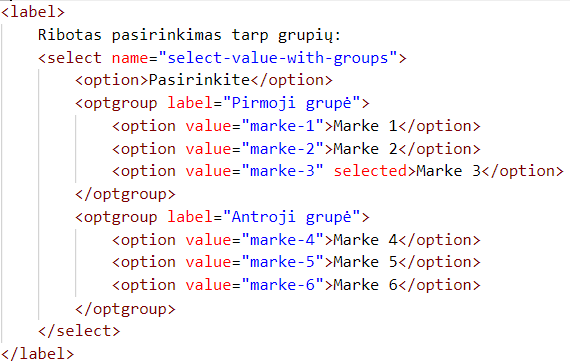 <label>
    Ribotas pasirinkimas tarp grupių:
    <select name="select-value-with-groups">
        <option>Pasirinkite</option>
        <optgroup label="Pirmoji grupė">
            <option value="marke-1">Marke 1</option>
            <option value="marke-2">Marke 2</option>
            <option value="marke-3" selected>Marke 3</option>
        </optgroup>
        <optgroup label="Antroji grupė">
            <option value="marke-4">Marke 4</option>
            <option value="marke-5">Marke 5</option>
            <option value="marke-6">Marke 6</option>
        </optgroup>
    </select>
</label>